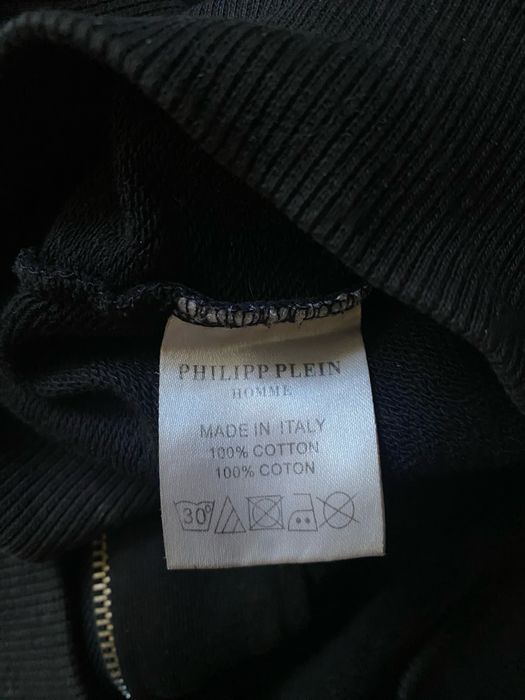 PHILIPP PLEIN
HOMME
MADE IN ITALY
100% COTTON
100% COTON
30°